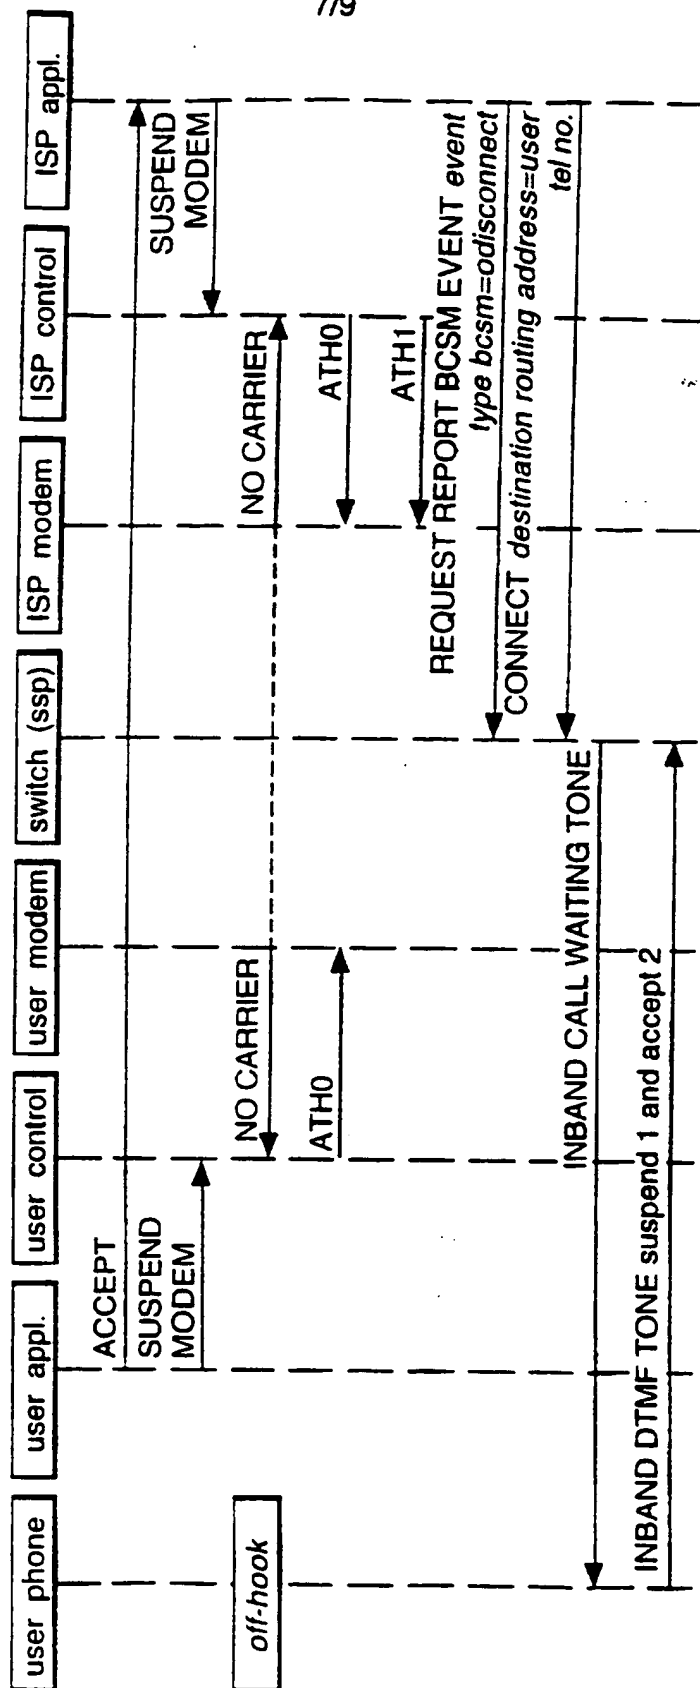 7/9
user phone
user appl.
user control
user modem
switch (ssp)
ISP modem
ISP control
ISP appl.
ACCEPT
SUSPEND
MODEM
SUSPEND
MODEM
off-hook
NO CARRIER
NO CARRIER
ATH0
ATH0
ATH1
REQUEST REPORT BCSM EVENT event
type bcsm=odisconnect
CONNECT destination routing address=user
tel no.
INBAND CALL WAITING TONE
INBAND DTMF TONE suspend 1 and accept 2